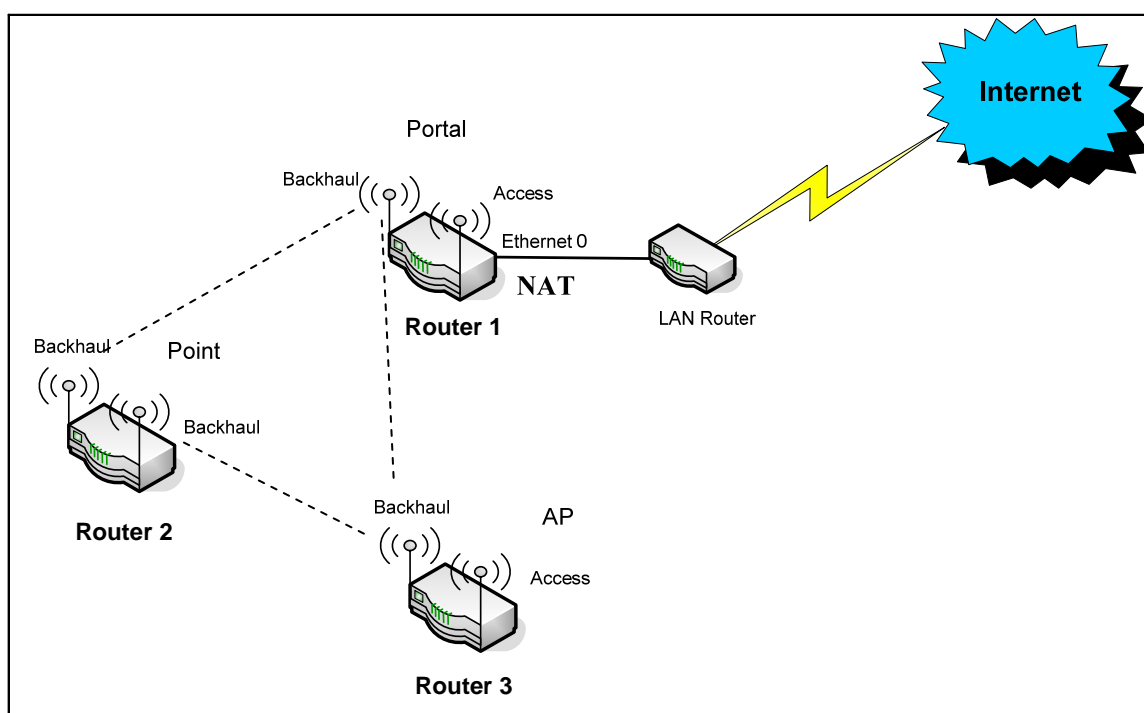 Internet
Portal
Backhaul
Access
Ethernet 0
NAT
LAN Router
Router 1
Backhaul
Point
Backhaul
Router 2
Backhaul
AP
Access
Router 3